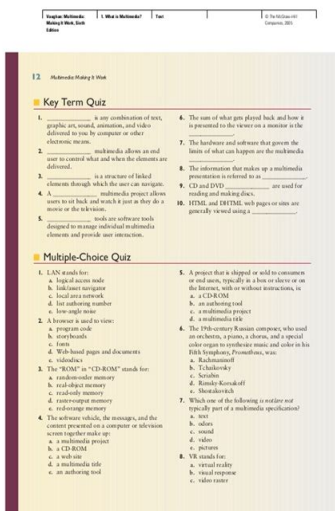 Vaughan: Multimedia:
Making It Work, Sixth
Edition
1. What is Multimedia?
Text
© The McGraw-Hill
Companies, 2003
12 Multimedia: Making It Work
Key Term Quiz
1. _______________ is any combination of text,
graphic art, sound, animation, and video
delivered to you by computer or other
electronic means.
2. _______________ multimedia allows an end
user to control what and when the elements are
delivered.
3. _______________ is a structure of linked
elements through which the user can navigate.
4. A _______________ multimedia project allows
users to sit back and watch it just as they do a
movie or the television.
5. _______________ tools are software tools
designed to manage individual multimedia
elements and provide user interaction.
6. The sum of what gets played back and how it
is presented to the viewer on a monitor is the
_______________.
7. The hardware and software that govern the
limits of what can happen are the multimedia
_______________.
8. The information that makes up a multimedia
presentation is referred to as _______________.
9. CD and DVD _______________ are used for
reading and making discs.
10. HTML and DHTML web pages or sites are
generally viewed using a _______________.
Multiple-Choice Quiz
1. LAN stands for:
a. logical access node
b. link/asset navigator
c. local area network
d. list authoring number
e. low-angle noise
2. A browser is used to view:
a. program code
b. storyboards
c. fonts
d. Web-based pages and documents
e. videodiscs
3. The "ROM" in "CD-ROM" stands for:
a. random-order memory
b. real-object memory
c. read-only memory
d. raster-output memory
e. red-orange memory
4. The software vehicle, the messages, and the
content presented on a computer or television
screen together make up:
a. a multimedia project
b. a CD-ROM
c. a web site
d. a multimedia title
e. an authoring tool
5. A project that is shipped or sold to consumers
or end users, typically in a box or sleeve or on
the Internet, with or without instructions, is:
a. a CD-ROM
b. an authoring tool
c. a multimedia project
d. a multimedia title
6. The 19th-century Russian composer, who used
an orchestra, a piano, a chorus, and a special
color organ to synthesize music and color in his
Fifth Symphony, Prometheus, was:
a. Rachmaninoff
b. Tchaikovsky
c. Scriabin
d. Rimsky-Korsakoff
e. Shostakovitch
7. Which one of the following is not/are not
typically part of a multimedia specification?
a. text
b. odors
c. sound
d. video
e. pictures
8. VR stands for:
a. virtual reality
b. visual response
c. video raster